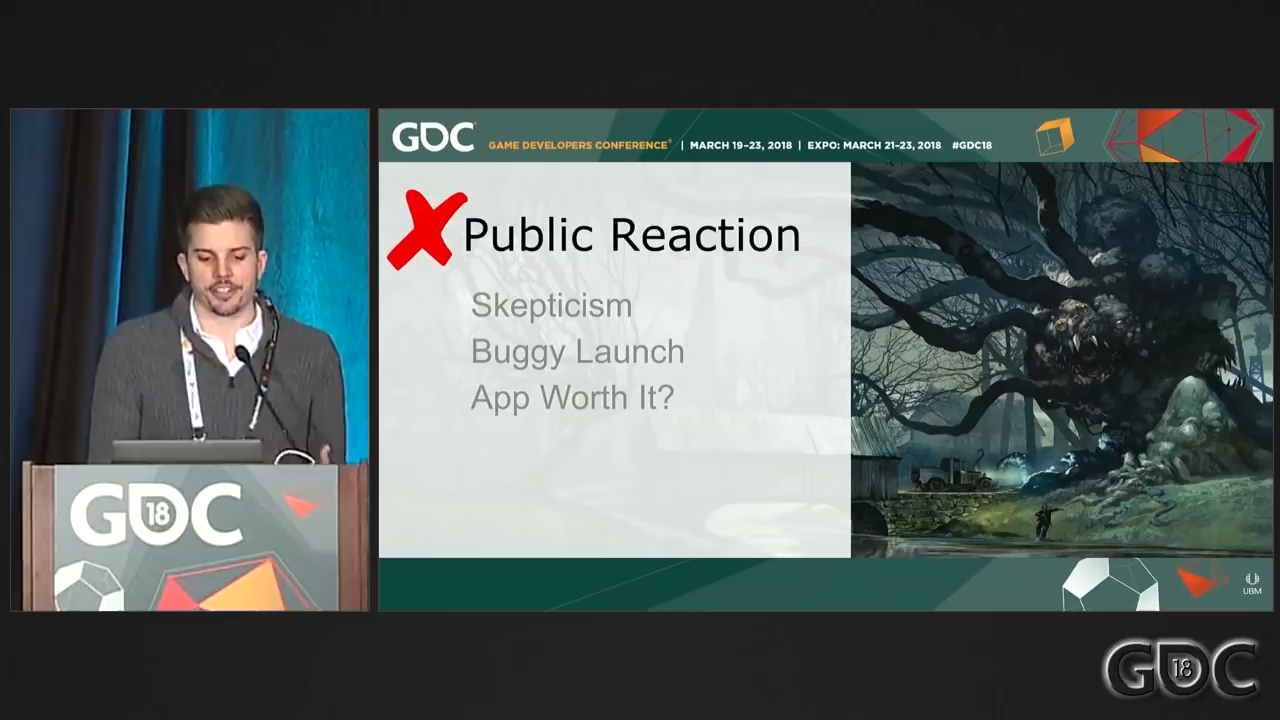 GDC GAME DEVELOPERS CONFERENCE® | MARCH 19–23, 2018 | EXPO: MARCH 21–23, 2018 #GDC18
Public Reaction
Skepticism
Buggy Launch
App Worth It?
GDC
18
UBM
GDC
18